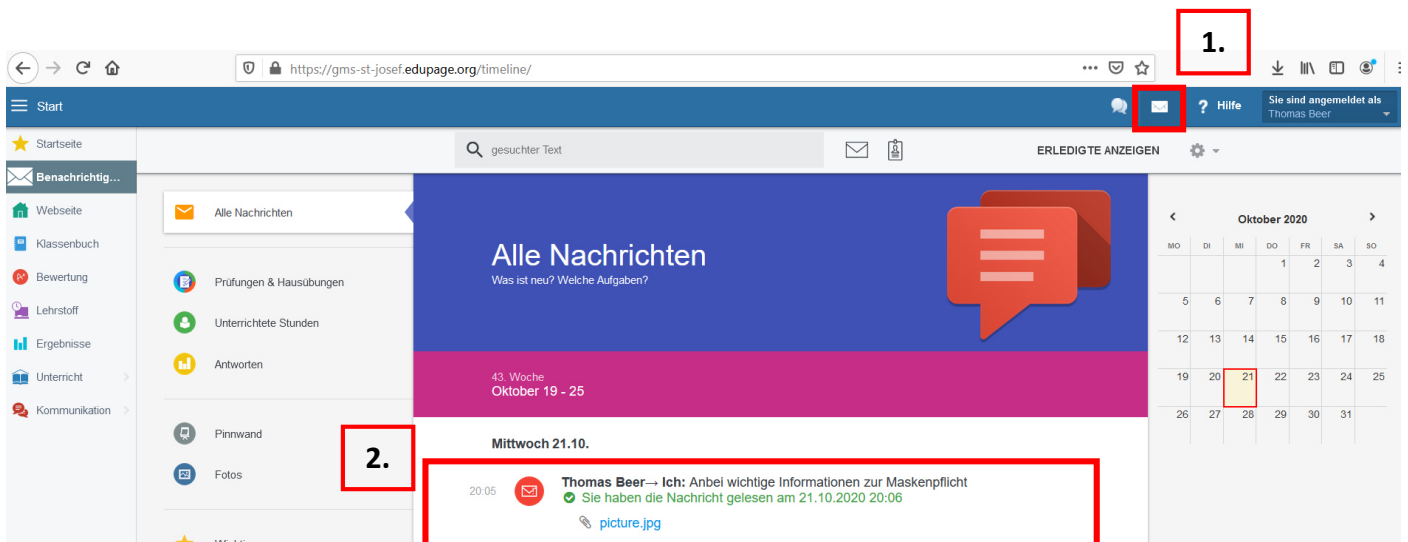 1.
https://gms-st-josef.edupage.org/timeline/
Start
? Hilfe
Sie sind angemeldet als
Thomas Beer
Startseite
Benachrichtig...
Webseite
Klassenbuch
Bewertung
Lehrstoff
Ergebnisse
Unterricht
Kommunikation
gesuchter Text
ERLEDIGTE ANZEIGEN
Alle Nachrichten
Prüfungen & Hausübungen
Unterrichtete Stunden
Antworten
Pinnwand
Fotos
2.
Alle Nachrichten
Was ist neu? Welche Aufgaben?
43. Woche
Oktober 19 - 25
Mittwoch 21.10.
20:05
Thomas Beer→ Ich: Anbei wichtige Informationen zur Maskenpflicht
Sie haben die Nachricht gelesen am 21.10.2020 20:06
picture.jpg
Oktober 2020
MO DI MI DO FR SA SO
1 2 3 4
5 6 7 8 9 10 11
12 13 14 15 16 17 18
19 20 21 22 23 24 25
26 27 28 29 30 31